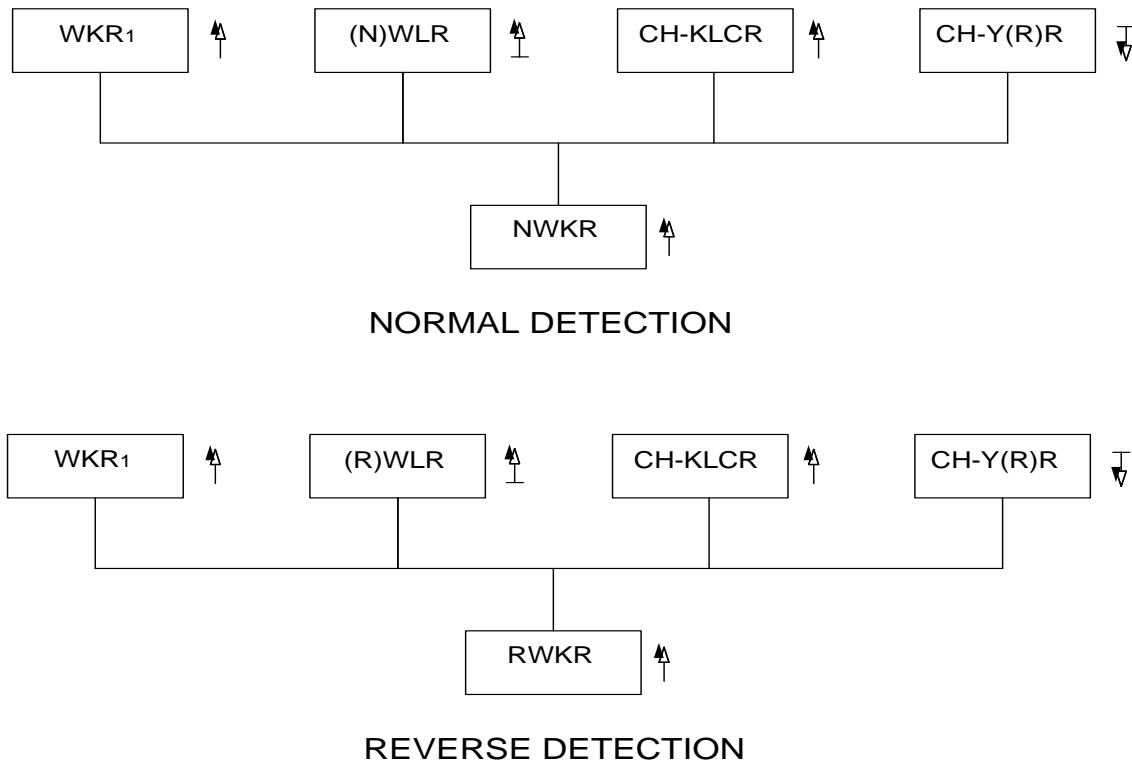 WKR1 (N)WLR CH-KLCR CH-Y(R)R
NWKR
NORMAL DETECTION
WKR1 (R)WLR CH-KLCR CH-Y(R)R
RWKR
REVERSE DETECTION